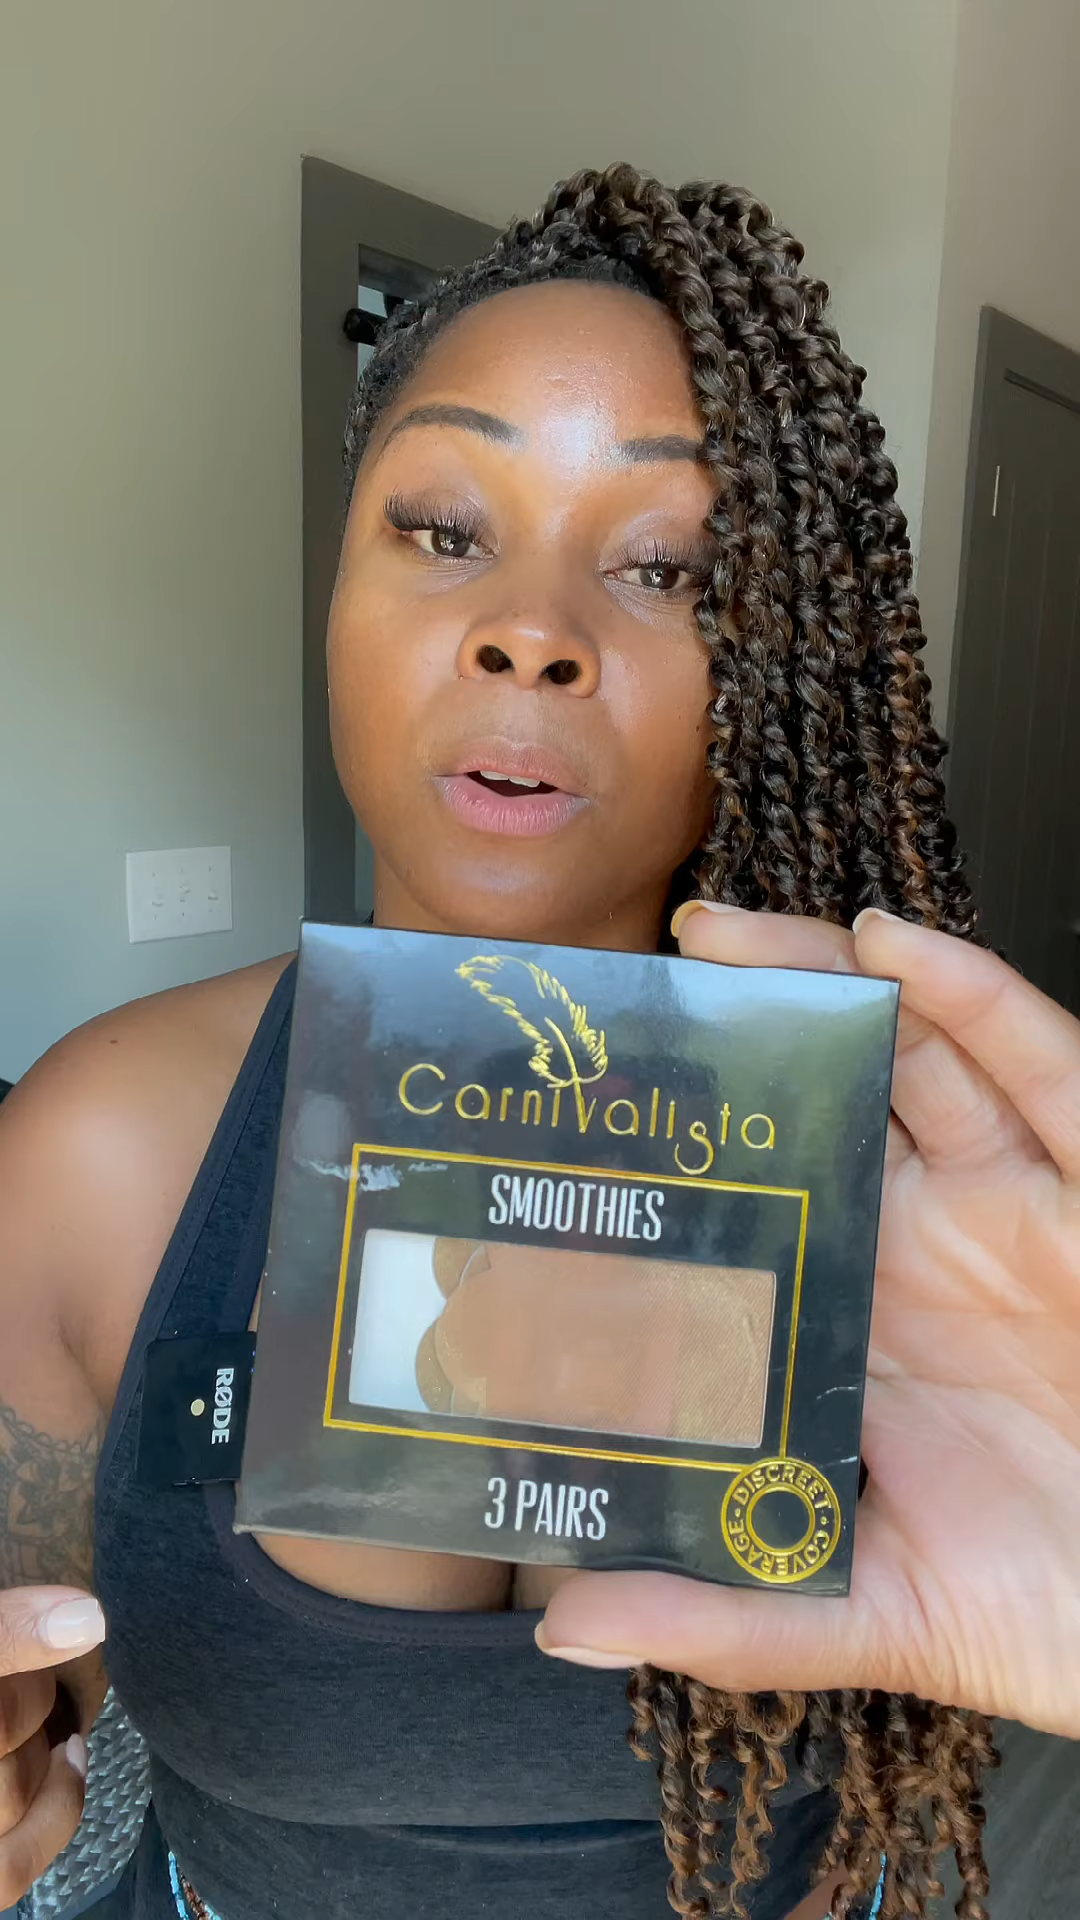 Carnivalista
SMOOTHIES
RØDE
3 PAIRS
DISCREET • COVERAGE •